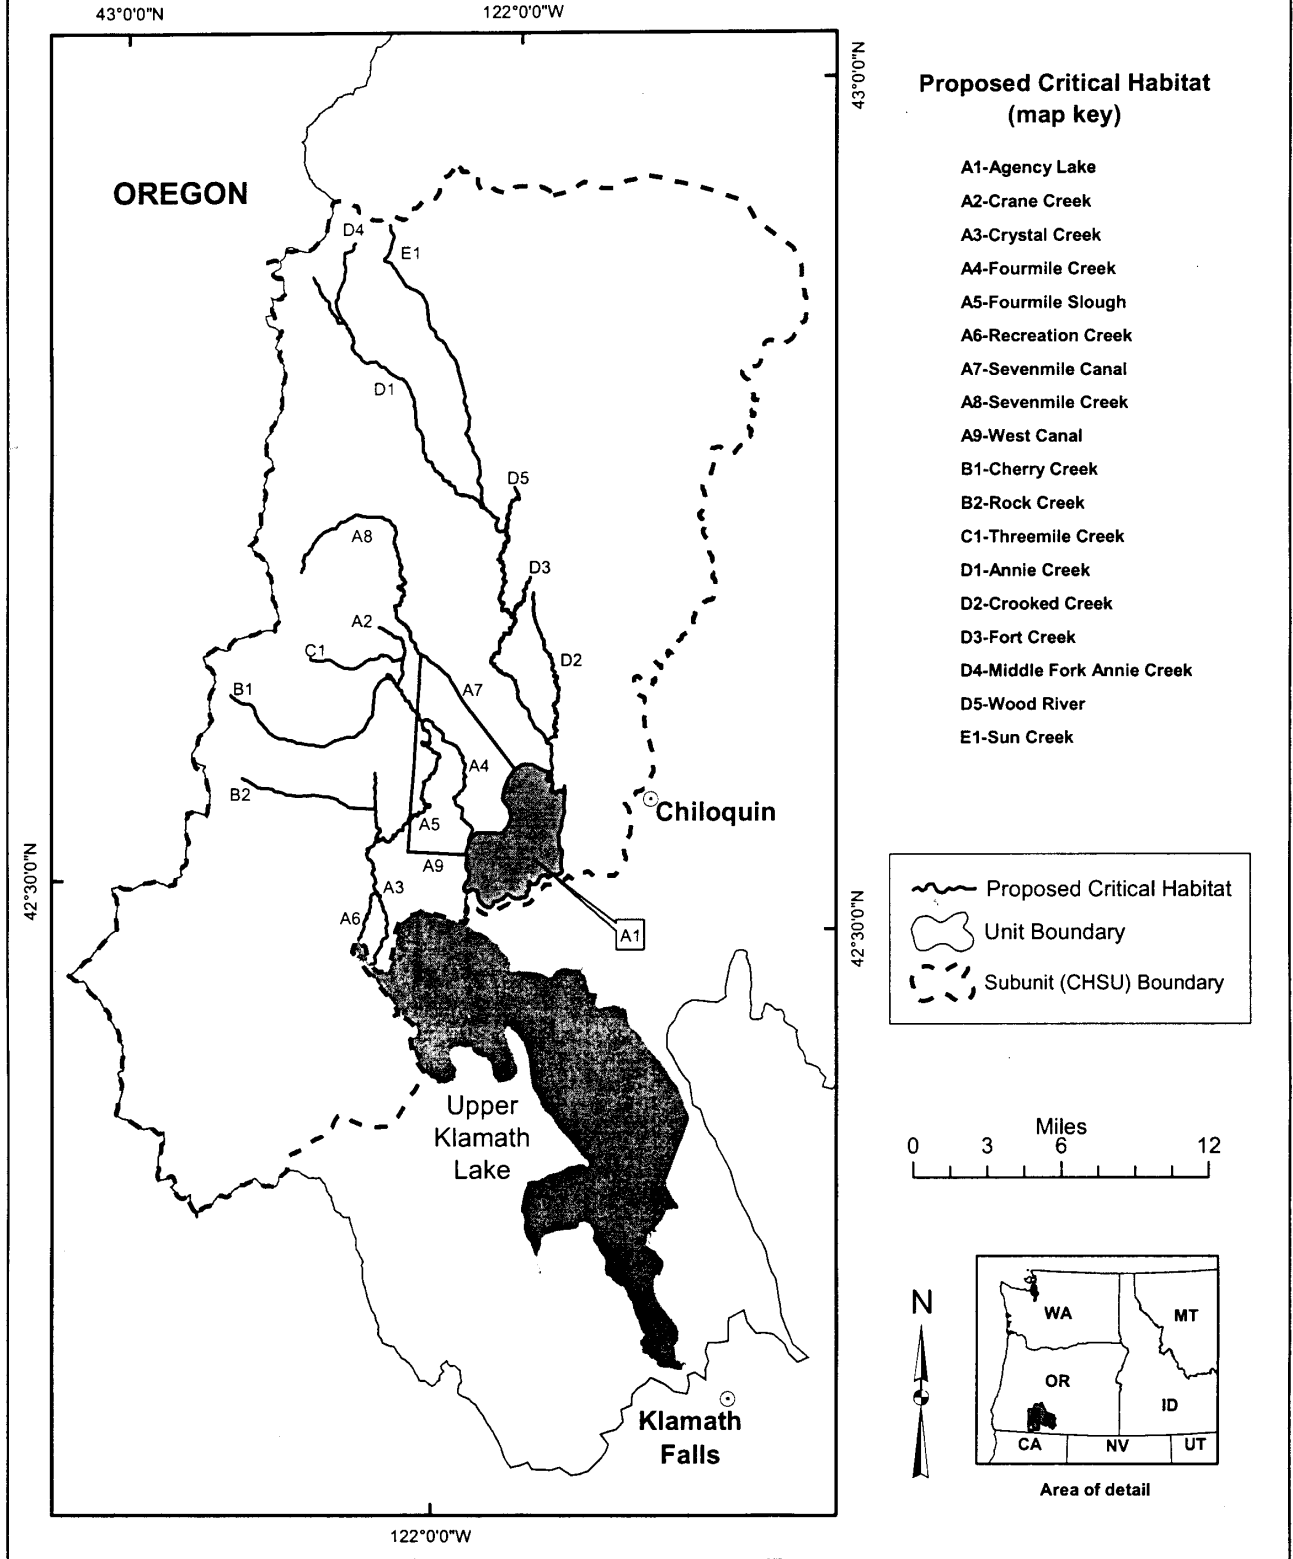 43°0'0"N
122°0'0"W
43°0'0"N
OREGON
D4
E1
D1
D5
A8
D3
A2
C1
D2
B1
A7
A4
B2
A5
A9
A3
A6
A1
Chiloquin
42°30'0"N
42°30'0"N
Upper
Klamath
Lake
Klamath
Falls
122°0'0"W
Proposed Critical Habitat
(map key)
A1-Agency Lake
A2-Crane Creek
A3-Crystal Creek
A4-Fourmile Creek
A5-Fourmile Slough
A6-Recreation Creek
A7-Sevenmile Canal
A8-Sevenmile Creek
A9-West Canal
B1-Cherry Creek
B2-Rock Creek
C1-Threemile Creek
D1-Annie Creek
D2-Crooked Creek
D3-Fort Creek
D4-Middle Fork Annie Creek
D5-Wood River
E1-Sun Creek
Proposed Critical Habitat
Unit Boundary
Subunit (CHSU) Boundary
Miles
0 3 6 12
N
WA
MT
OR
ID
CA
NV
UT
Area of detail